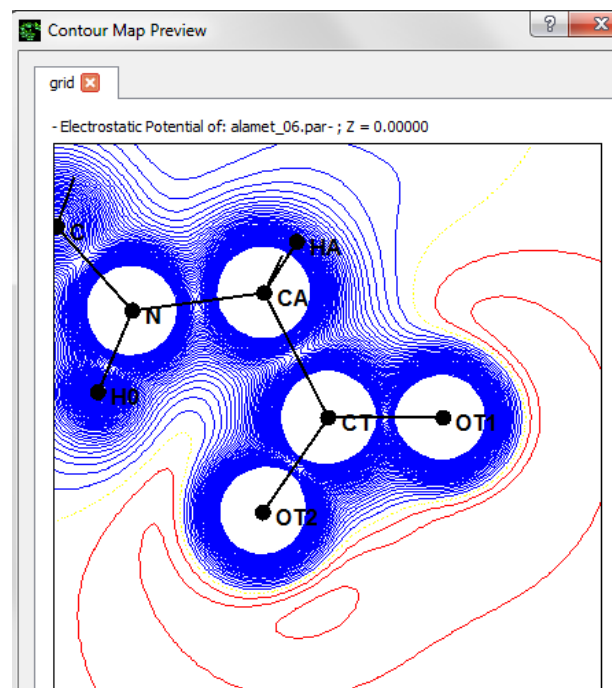 Contour Map Preview
?
X
grid
- Electrostatic Potential of: alamet_06.par- ; Z = 0.00000
C
HA
CA
N
H0
CT
OT1
OT2